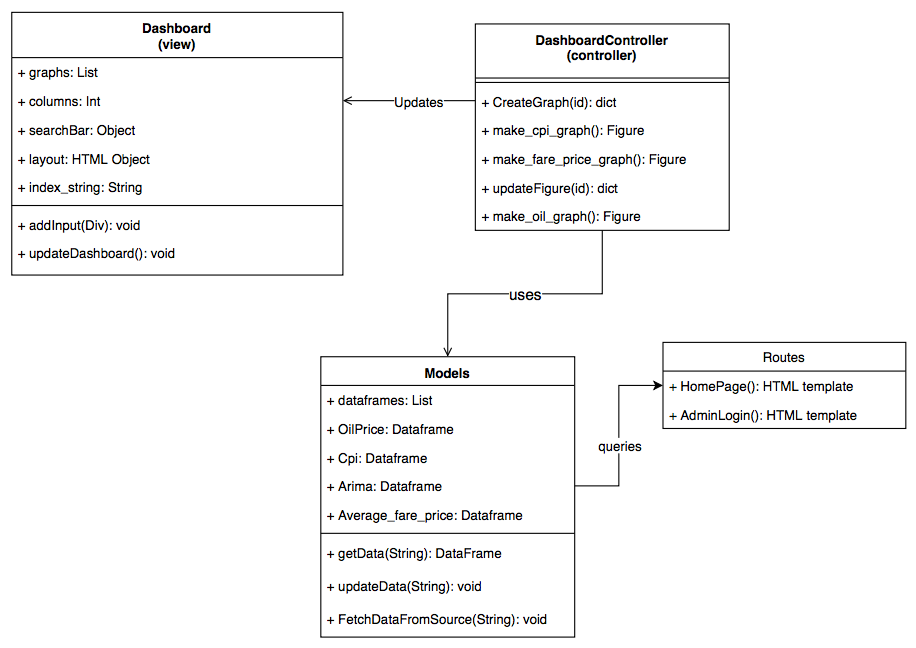 Dashboard
(view)
+ graphs: List
+ columns: Int
+ searchBar: Object
+ layout: HTML Object
+ index_string: String
+ addInput(Div): void
+ updateDashboard(): void
Updates
DashboardController
(controller)
+ CreateGraph(id): dict
+ make_cpi_graph(): Figure
+ make_fare_price_graph(): Figure
+ updateFigure(id): dict
+ make_oil_graph(): Figure
uses
Models
+ dataframes: List
+ OilPrice: Dataframe
+ Cpi: Dataframe
+ Arima: Dataframe
+ Average_fare_price: Dataframe
+ getData(String): DataFrame
+ updateData(String): void
+ FetchDataFromSource(String): void
queries
Routes
+ HomePage(): HTML template
+ AdminLogin(): HTML template